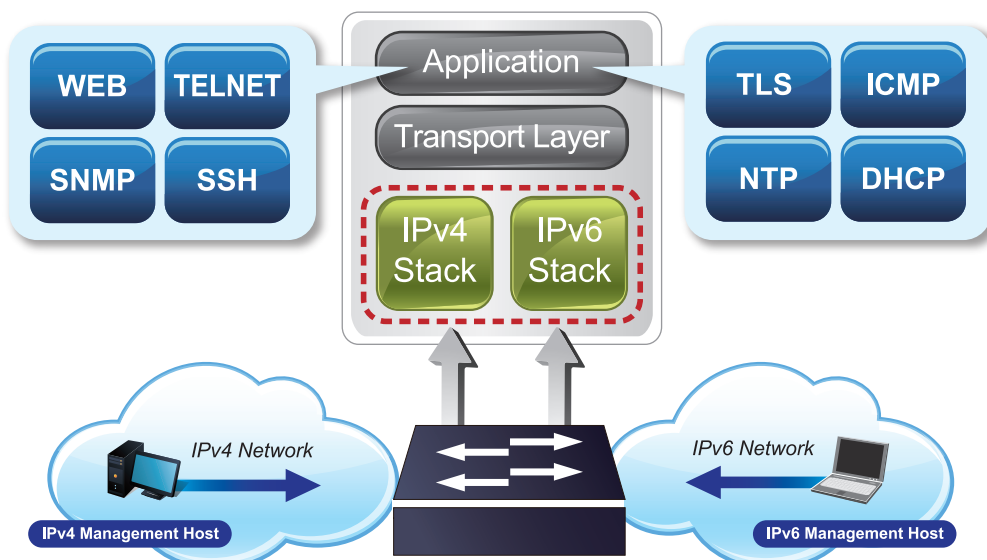 WEB
TELNET
SNMP
SSH
Application
Transport Layer
IPv4
Stack
IPv6
Stack
TLS
ICMP
NTP
DHCP
IPv4 Network
IPv4 Management Host
IPv6 Network
IPv6 Management Host